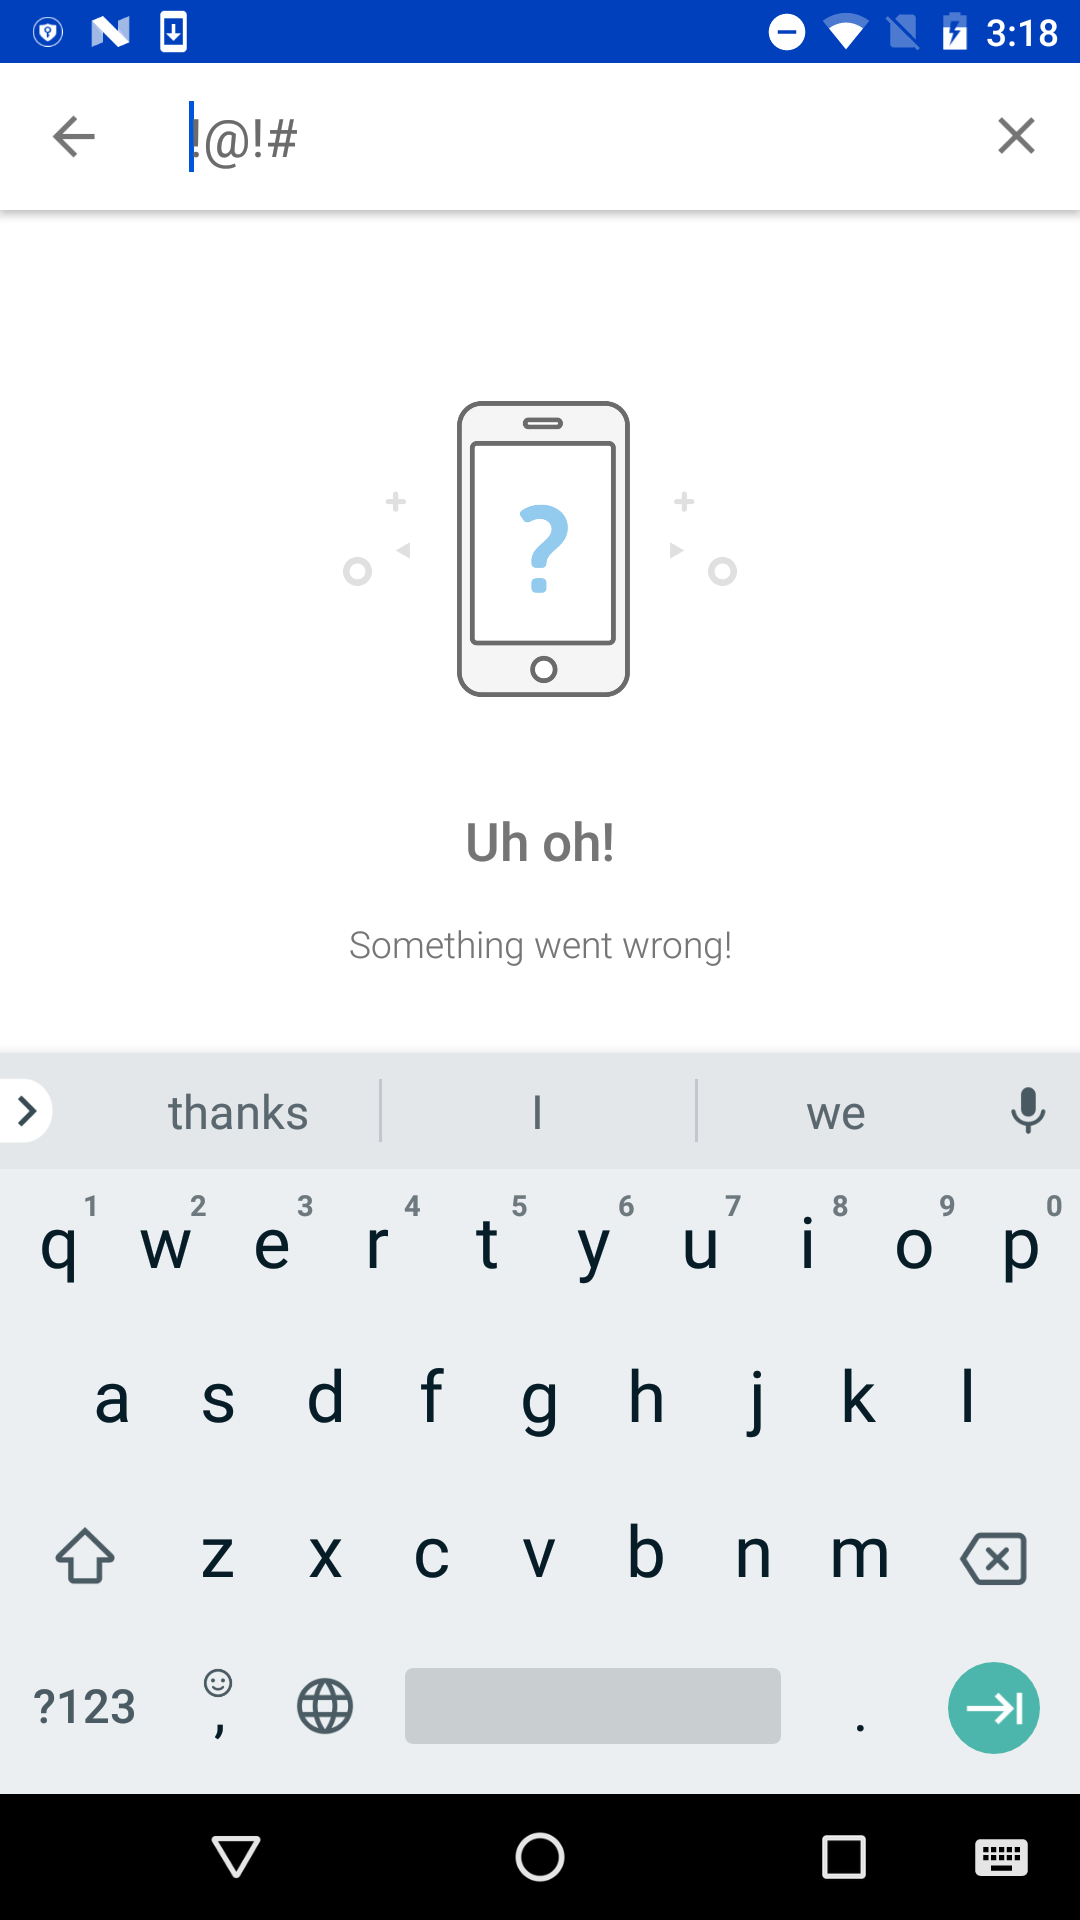 3:18
!@!#
?
Uh oh!
Something went wrong!
thanks I we
1 2 3 4 5 6 7 8 9 0
q w e r t y u i o p
a s d f g h j k l
z x c v b n m
?123 , .